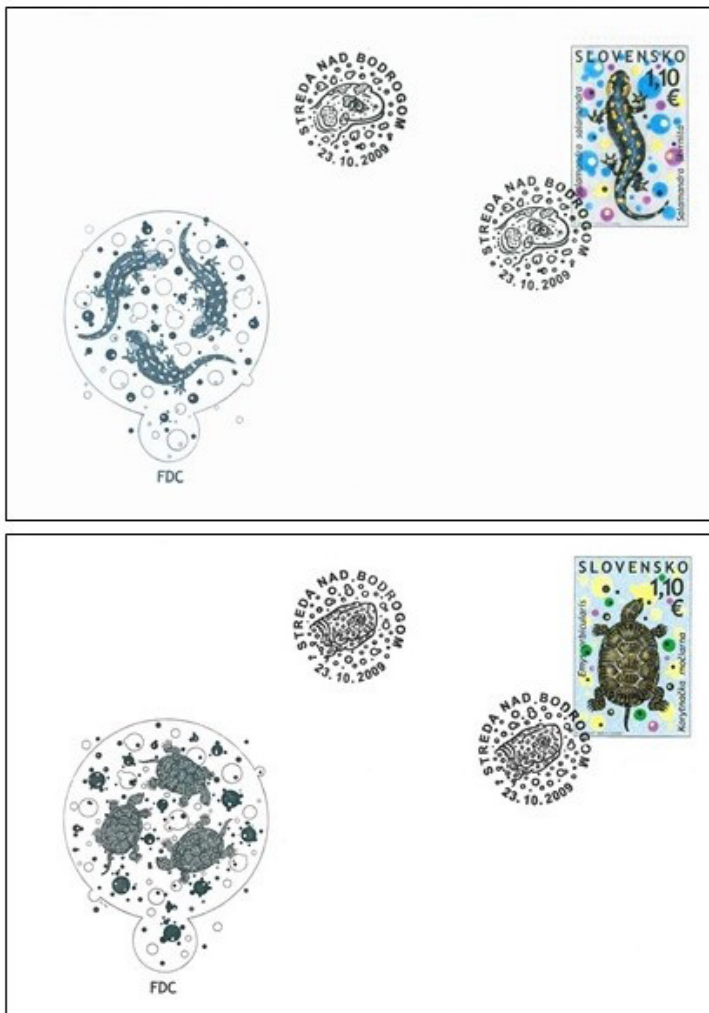 STREDA NAD BODROGOM
23.10.2009
SLOVENSKO
1,10
€
Salamandra salamandra
Salamandra škvrnitá
STREDA NAD BODROGOM
23.10.2009
FDC
STREDA NAD BODROGOM
23.10.2009
SLOVENSKO
1,10
€
Emys orbicularis
Korytnačka močiarna
STREDA NAD BODROGOM
23.10.2009
FDC